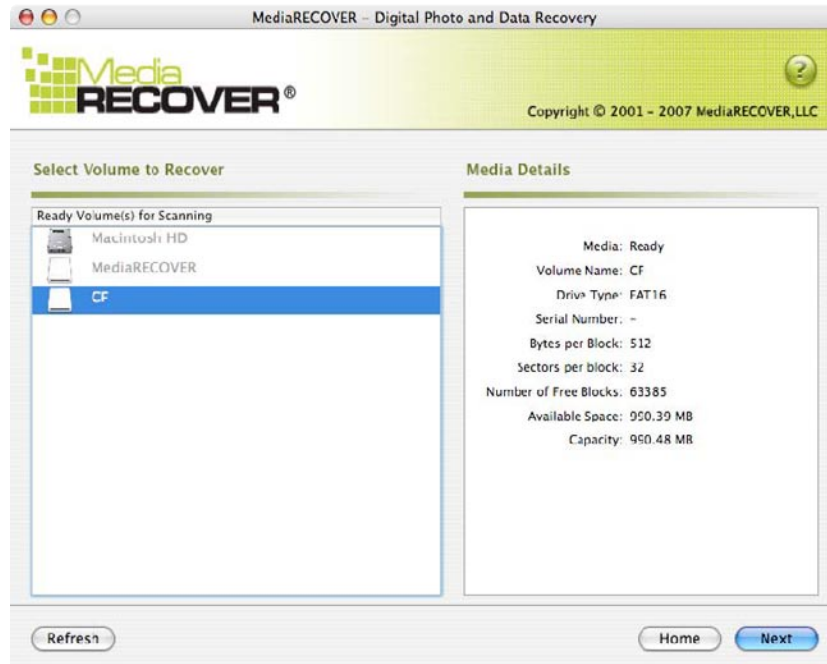 MediaRECOVER – Digital Photo and Data Recovery
Media
RECOVER®
?
Copyright © 2001 – 2007 MediaRECOVER,LLC
Select Volume to Recover
Media Details
Ready Volume(s) for Scanning
Macintosh HD
MediaRECOVER
CF
Media: Ready
Volume Name: CF
Drive Type: FAT16
Serial Number: –
Bytes per Block: 512
Sectors per block: 32
Number of Free Blocks: 63385
Available Space: 990.39 MB
Capacity: 990.48 MB
Refresh
Home
Next